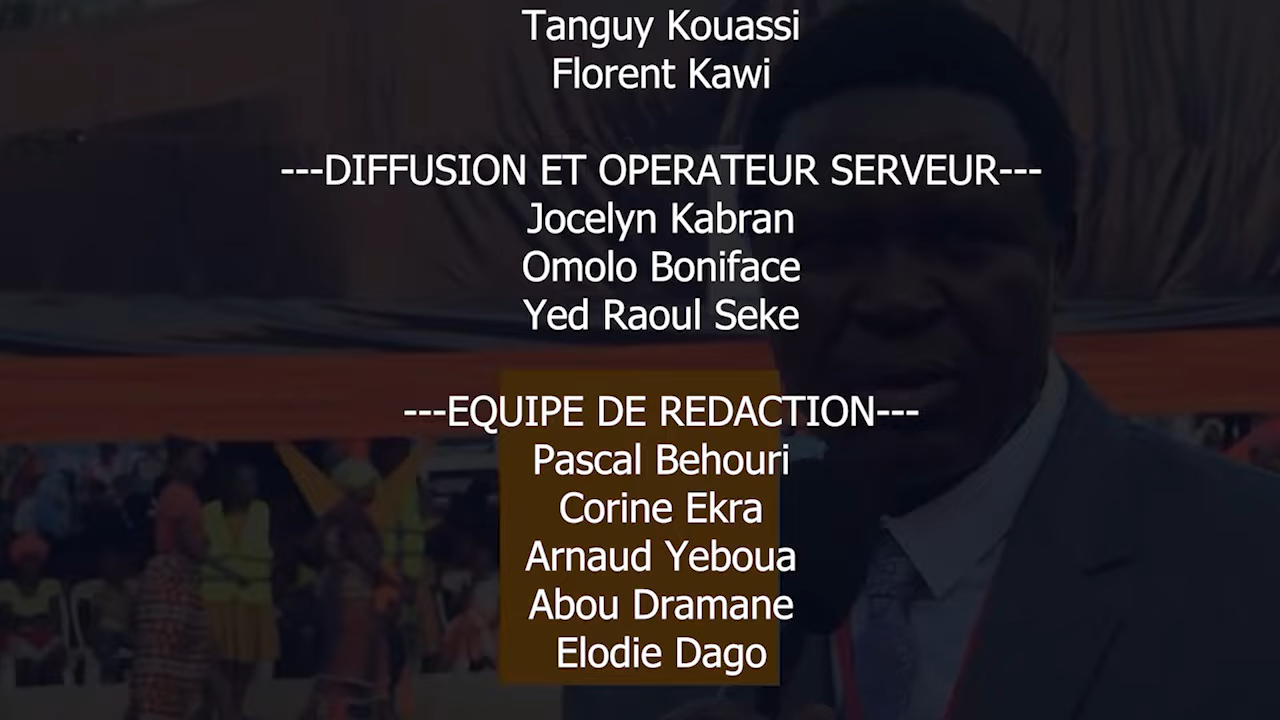 Tanguy Kouassi
Florent Kawi
---DIFFUSION ET OPERATEUR SERVEUR---
Jocelyn Kabran
Omolo Boniface
Yed Raoul Seke
---EQUIPE DE REDACTION---
Pascal Behouri
Corine Ekra
Arnaud Yeboua
Abou Dramane
Elodie Dago